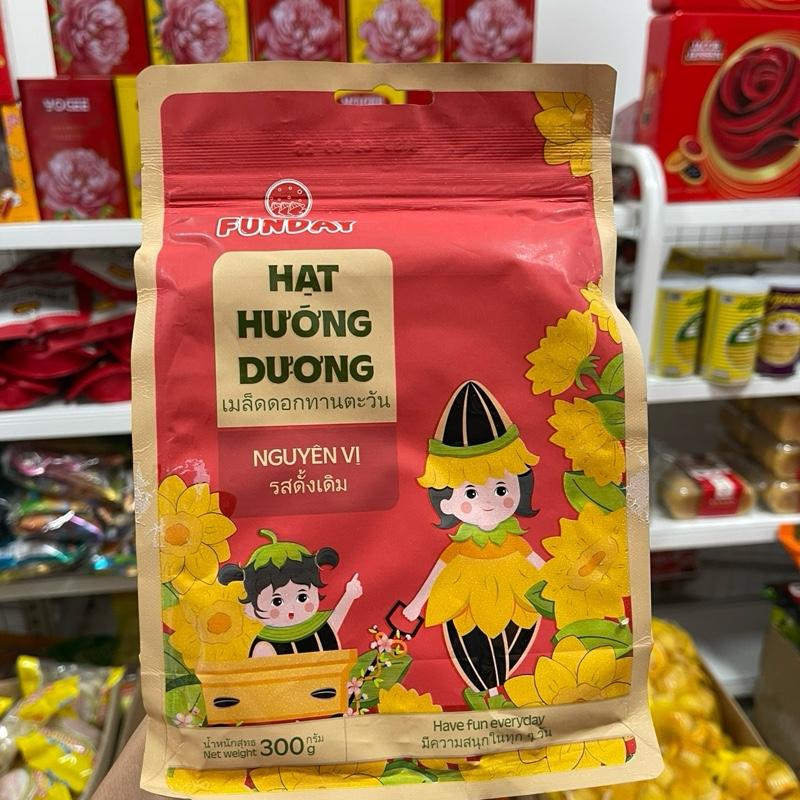 VOGEE
JACOB
FUNDAY
HẠT
HƯỚNG
DƯƠNG
เมล็ดดอกทานตะวัน
NGUYÊN VỊ
รสดั้งเดิม
น้ำหนักสุทธิ 300 กรัม
Net weight g
Have fun everyday
มีความสนุกในทุก ๆ วัน